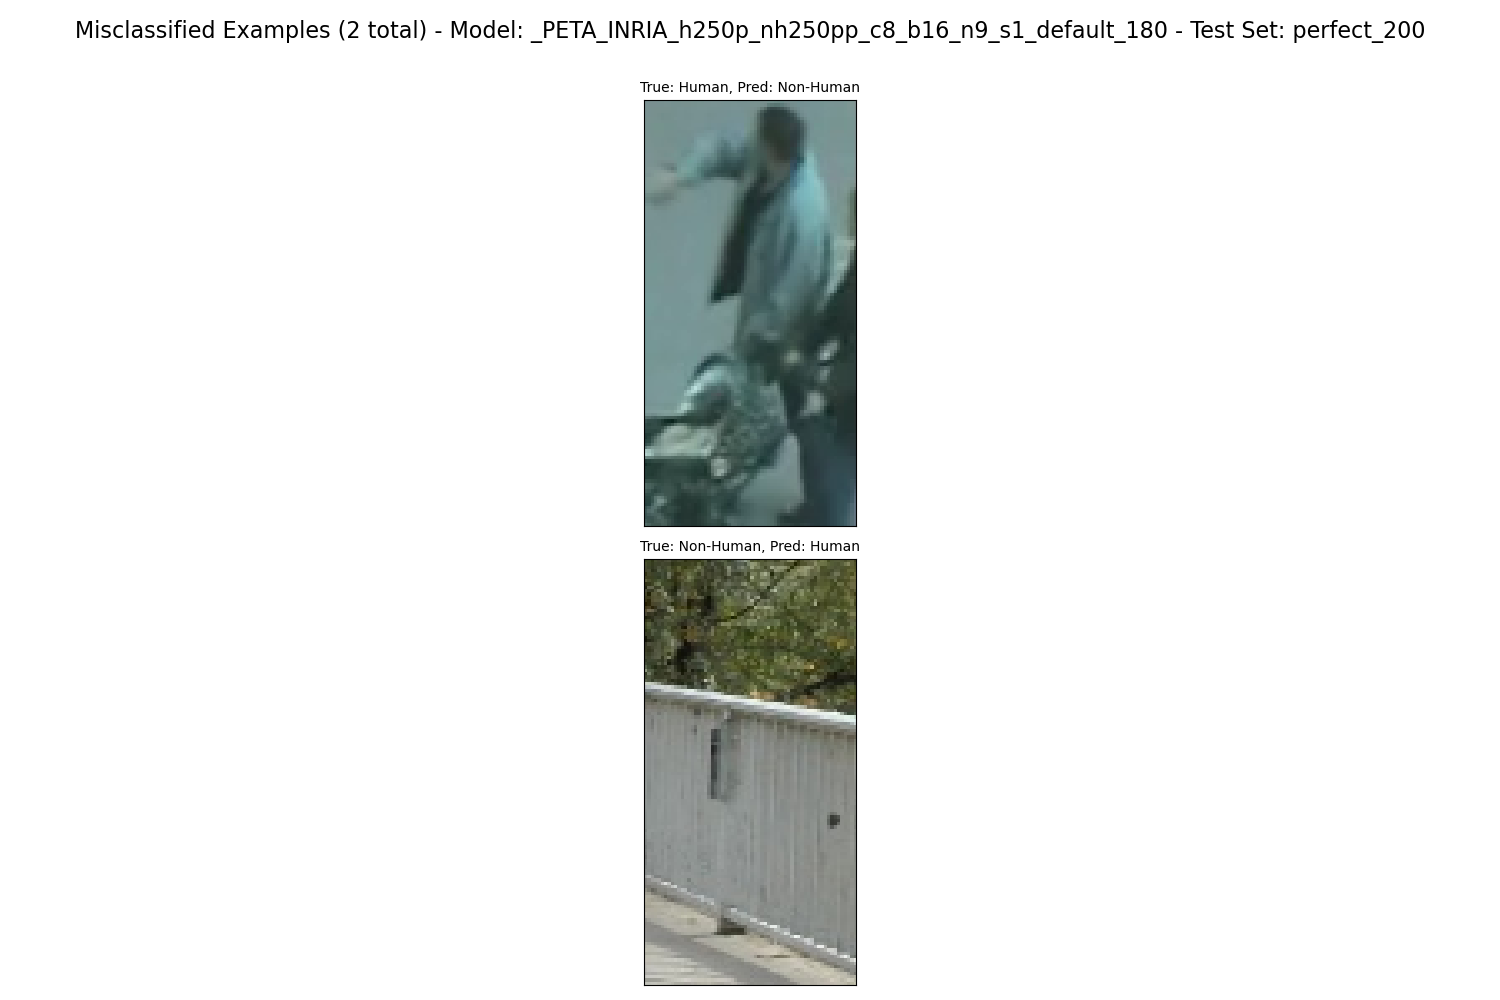 Misclassified Examples (2 total) - Model: _PETA_INRIA_h250p_nh250pp_c8_b16_n9_s1_default_180 - Test Set: perfect_200
True: Human, Pred: Non-Human
True: Non-Human, Pred: Human